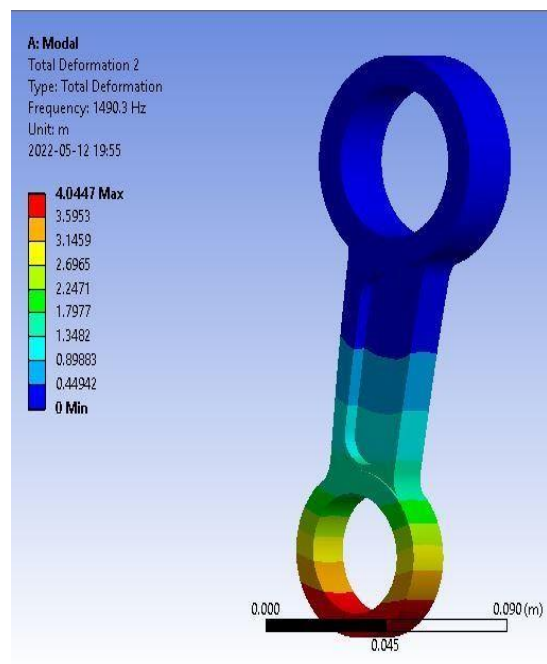 A: Modal
Total Deformation 2
Type: Total Deformation
Frequency: 1490.3 Hz
Unit: m
2022-05-12 19:55
4.0447 Max
3.5953
3.1459
2.6965
2.2471
1.7977
1.3482
0.89883
0.44942
0 Min
0.000 0.090 (m)
0.045